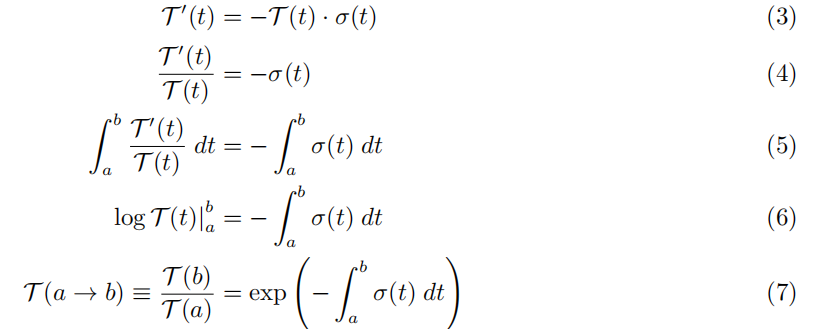 𝒯′(t) = −𝒯(t) · σ(t) (3)
𝒯′(t)/𝒯(t) = −σ(t) (4)
∫_a^b 𝒯′(t)/𝒯(t) dt = −∫_a^b σ(t) dt (5)
log 𝒯(t)|_a^b = −∫_a^b σ(t) dt (6)
𝒯(a → b) ≡ 𝒯(b)/𝒯(a) = exp(−∫_a^b σ(t) dt) (7)